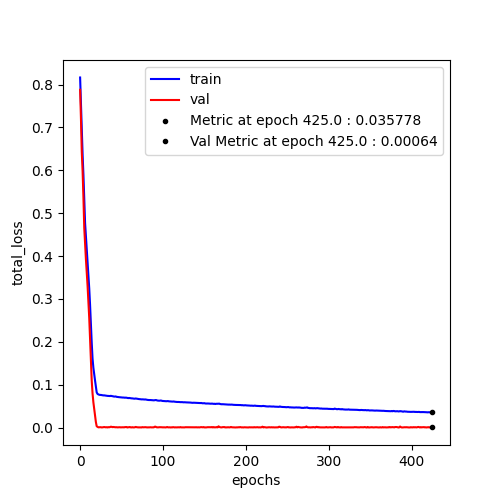 train
val
Metric at epoch 425.0 : 0.035778
Val Metric at epoch 425.0 : 0.00064
0.8
0.7
0.6
0.5
0.4
0.3
0.2
0.1
0.0
total_loss
0 100 200 300 400
epochs